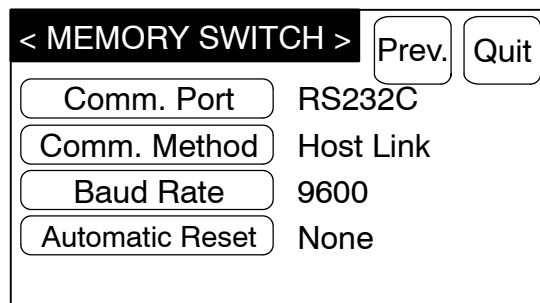 < MEMORY SWITCH > Prev. Quit
Comm. Port RS232C
Comm. Method Host Link
Baud Rate 9600
Automatic Reset None